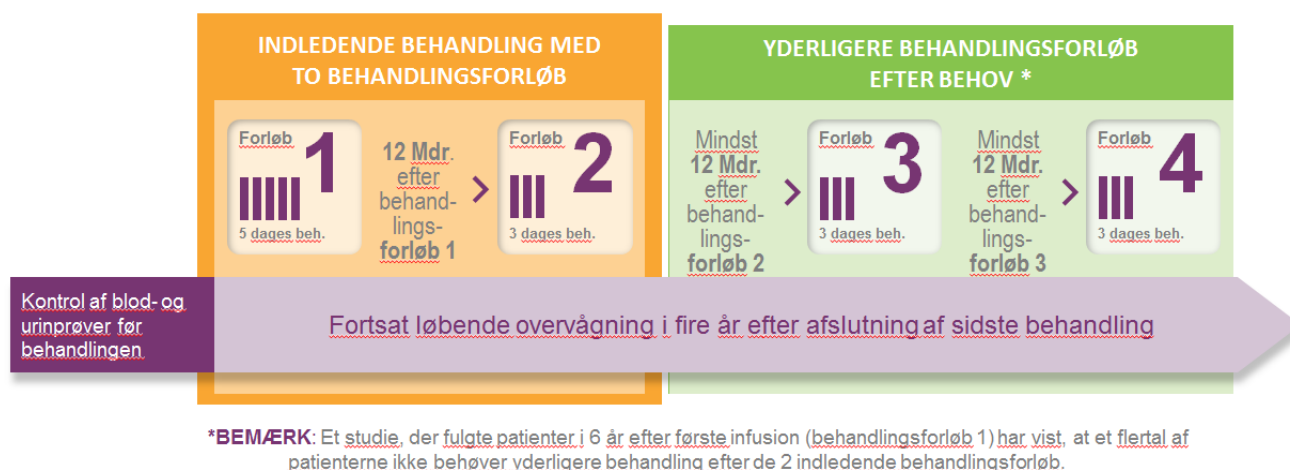 INDLEDENDE BEHANDLING MED
TO BEHANDLINGSFORLØB
YDERLIGERE BEHANDLINGSFORLØB
EFTER BEHOV *
Forløb
1
5 dages beh.
12 Mdr.
efter
behand-
lings-
forløb 1
Forløb
2
3 dages beh.
Mindst
12 Mdr.
efter
behand-
lings-
forløb 2
Forløb
3
3 dages beh.
Mindst
12 Mdr.
efter
behand-
lings-
forløb 3
Forløb
4
3 dages beh.
Kontrol af blod- og
urinprøver før
behandlingen
Fortsat løbende overvågning i fire år efter afslutning af sidste behandling
*BEMÆRK: Et studie, der fulgte patienter i 6 år efter første infusion (behandlingsforløb 1) har vist, at et flertal af
patienterne ikke behøver yderligere behandling efter de 2 indledende behandlingsforløb.